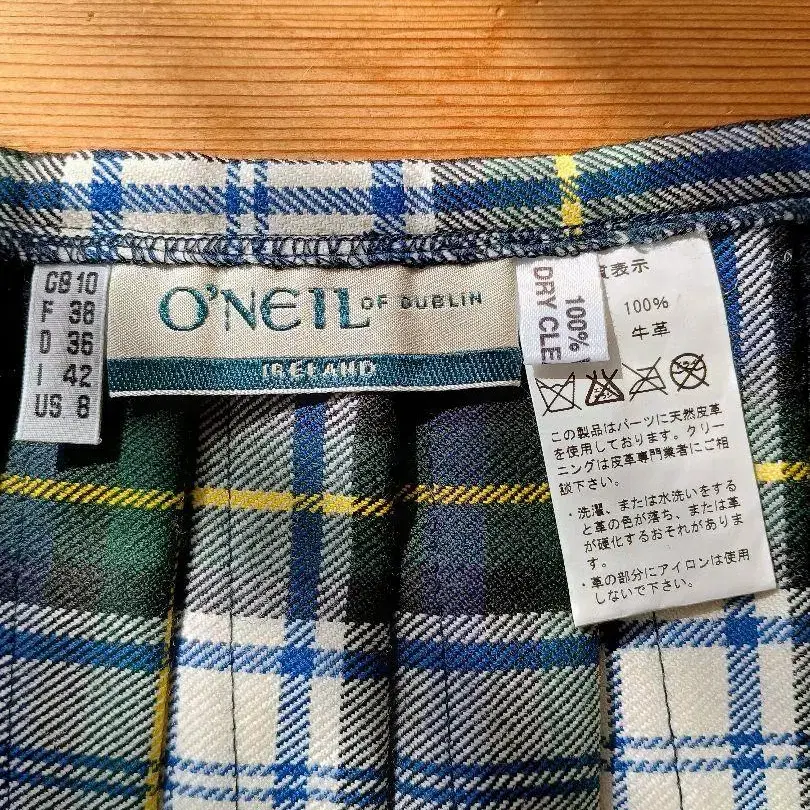 GB 10
F 38
D 36
I 42
US 8
O'NEIL OF DUBLIN
IRELAND
100%
DRY CLE
質表示
100%
牛革
この製品はパーツに天然皮革
を使用しております。クリー
ニングは皮革専門業者にご相
談下さい。
・洗濯、または水洗いをする
と革の色が落ち、または革
が硬化するおそれがありま
す。
・革の部分にアイロンは使用
しないで下さい。